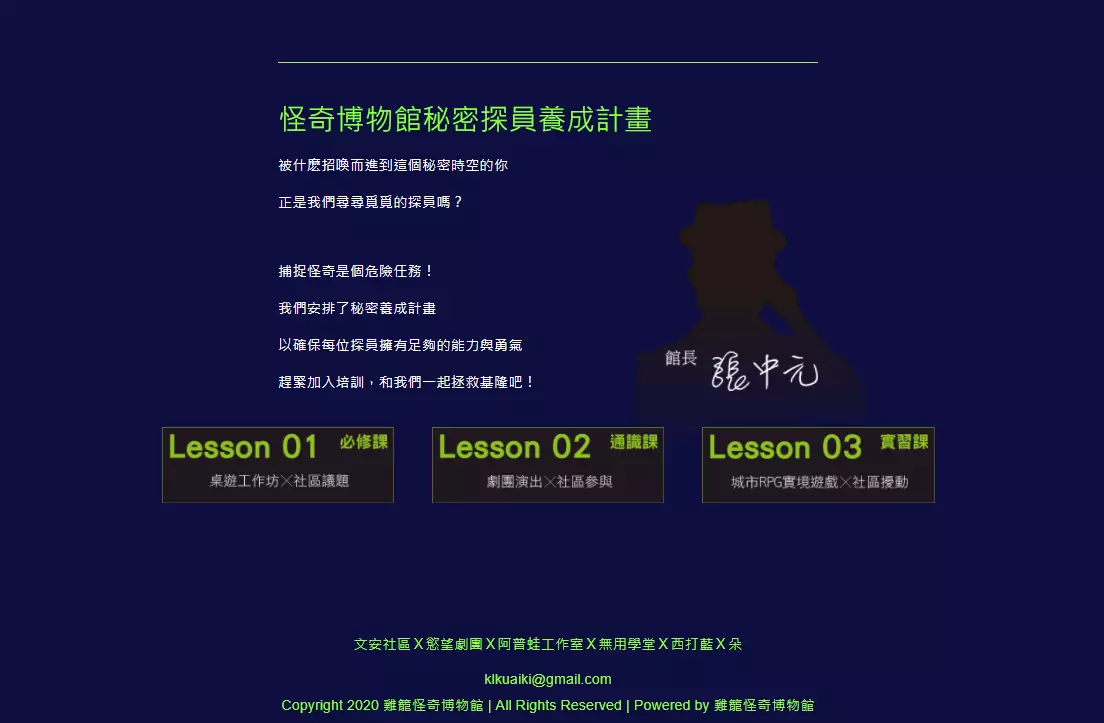 怪奇博物館秘密探員養成計畫
被什麼招喚而進到這個秘密時空的你
正是我們尋尋覓覓的探員嗎？
捕捉怪奇是個危險任務！
我們安排了秘密養成計畫
以確保每位探員擁有足夠的能力與勇氣
趕緊加入培訓，和我們一起拯救基隆吧！
館長 張中元
Lesson 01 必修課
桌遊工作坊╳社區議題
Lesson 02 通識課
劇團演出╳社區參與
Lesson 03 實習課
城市RPG實境遊戲╳社區擾動
文安社區Ｘ慾望劇團Ｘ阿普蛙工作室Ｘ無用學堂Ｘ西打藍Ｘ朵
klkuaiki@gmail.com
Copyright 2020 雞籠怪奇博物館 | All Rights Reserved | Powered by 雞籠怪奇博物館